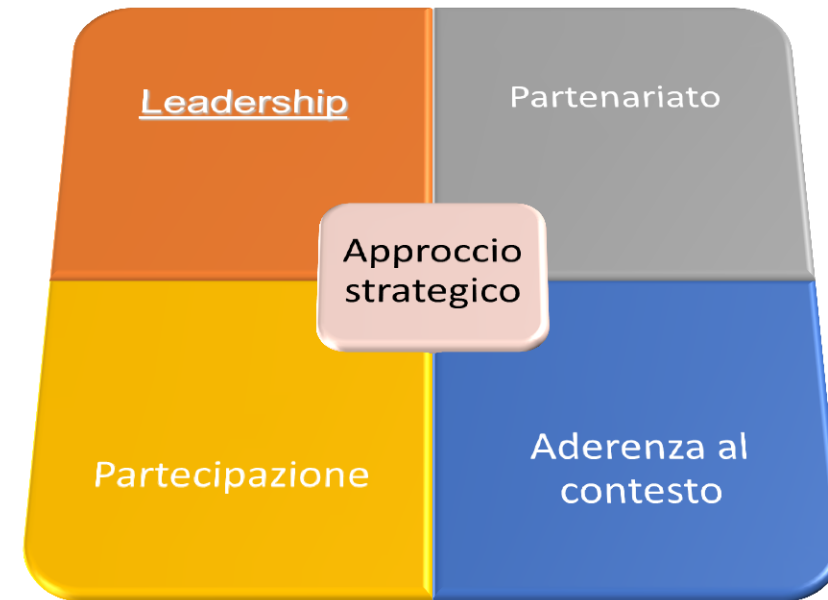 Leadership
Partenariato
Approccio
strategico
Partecipazione
Aderenza al
contesto